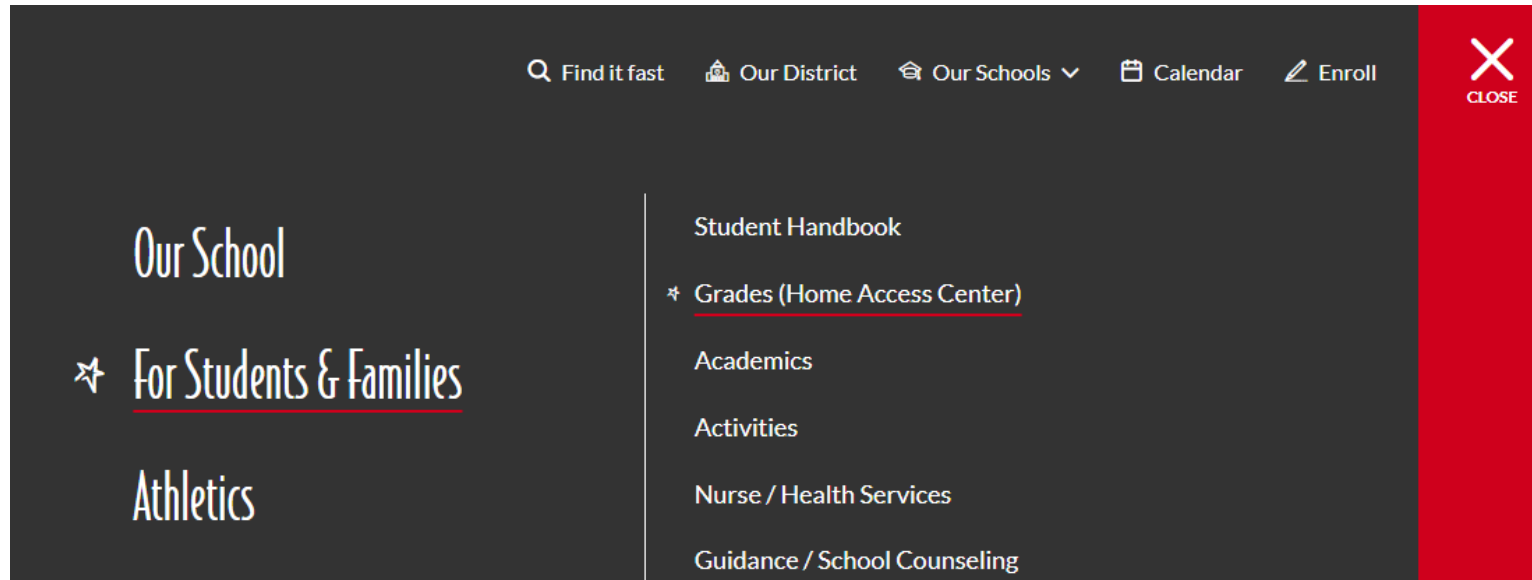 Find it fast Our District Our Schools Calendar Enroll
CLOSE
Our School
For Students & Families
Athletics
Student Handbook
Grades (Home Access Center)
Academics
Activities
Nurse / Health Services
Guidance / School Counseling